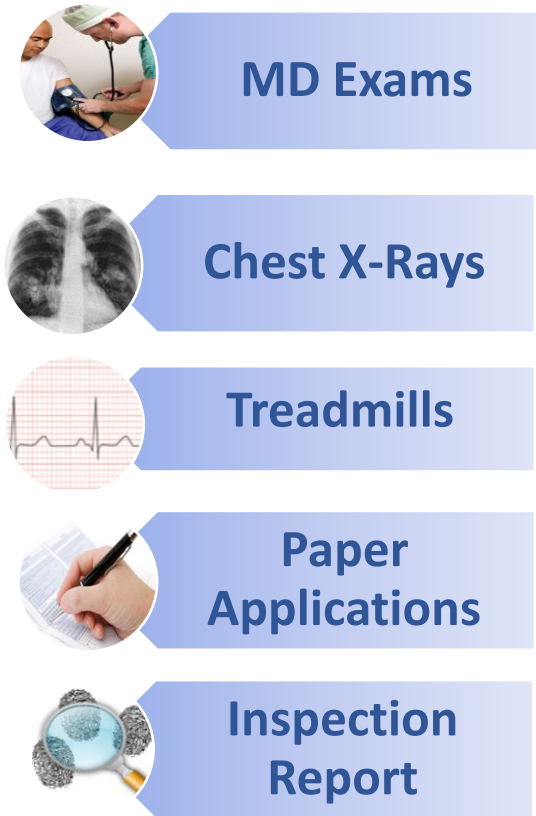 MD Exams
Chest X-Rays
Treadmills
Paper
Applications
Inspection
Report